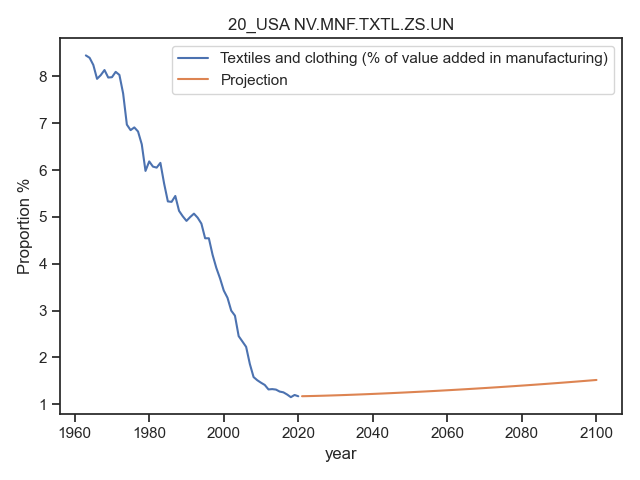 20_USA NV.MNF.TXTL.ZS.UN
Textiles and clothing (% of value added in manufacturing)
Projection
Proportion %
8
7
6
5
4
3
2
1
1960 1980 2000 2020 2040 2060 2080 2100
year